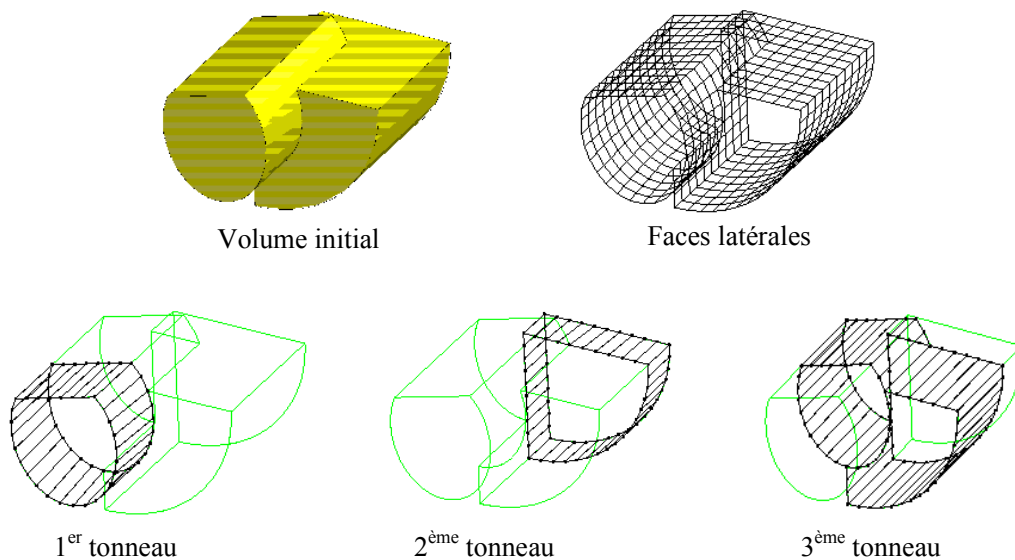 Volume initial
Faces latérales
1er tonneau
2ème tonneau
3ème tonneau